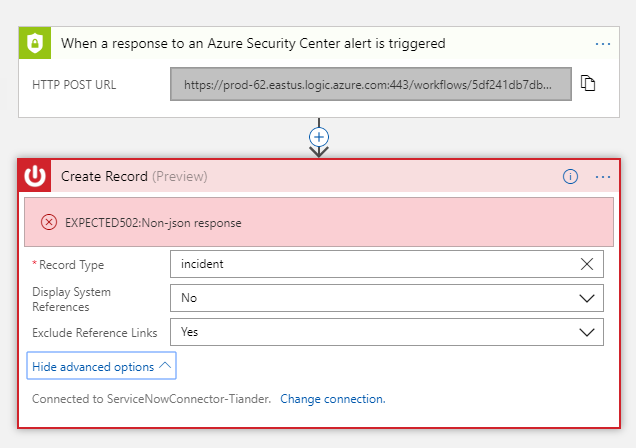 When a response to an Azure Security Center alert is triggered
HTTP POST URL
https://prod-62.eastus.logic.azure.com:443/workflows/5df241db7db...
Create Record (Preview)
EXPECTED502:Non-json response
* Record Type
incident
Display System
References
No
Exclude Reference Links
Yes
Hide advanced options
Connected to ServiceNowConnector-Tiander. Change connection.